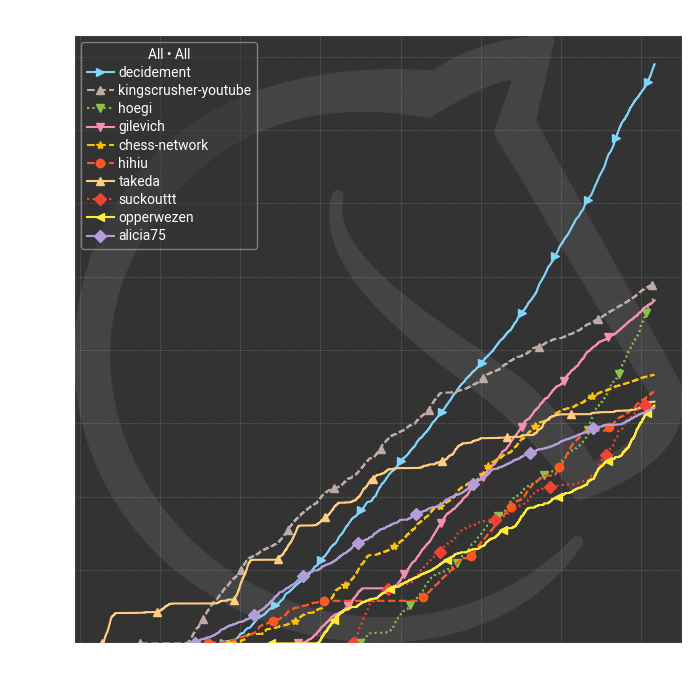 All • All
decidement
kingscrusher-youtube
hoegi
gilevich
chess-network
hihiu
takeda
suckouttt
opperwezen
alicia75